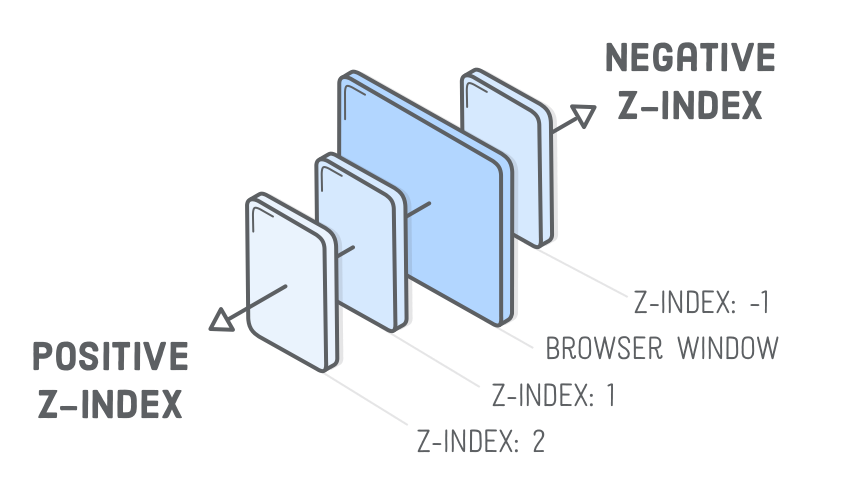 NEGATIVE
Z-INDEX
Z-INDEX: -1
BROWSER WINDOW
POSITIVE
Z-INDEX
Z-INDEX: 1
Z-INDEX: 2